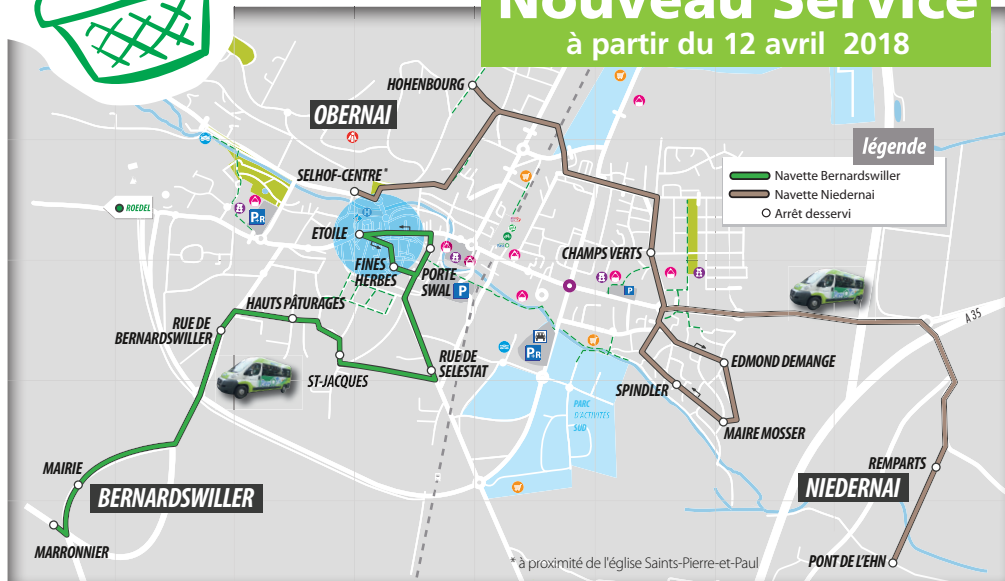 Nouveau Service
à partir du 12 avril 2018
HOHENBOURG
OBERNAI
légende
Navette Bernardswiller
Navette Niedernai
Arrêt desservi
SELHOF-CENTRE*
ROEDEL
P+R
ETOILE
FINES
HERBES
PORTE
SWAL
P
CHAMPS VERTS
P
HAUTS PÂTURAGES
RUE DE
BERNARDSWILLER
A 35
ST-JACQUES
RUE DE
SELESTAT
P+R
EDMOND DEMANGE
SPINDLER
PARC
D'ACTIVITÉS
SUD
MAIRE MOSSER
MAIRIE
BERNARDSWILLER
REMPARTS
NIEDERNAI
MARRONNIER
* à proximité de l'église Saints-Pierre-et-Paul
PONT DE L'EHN